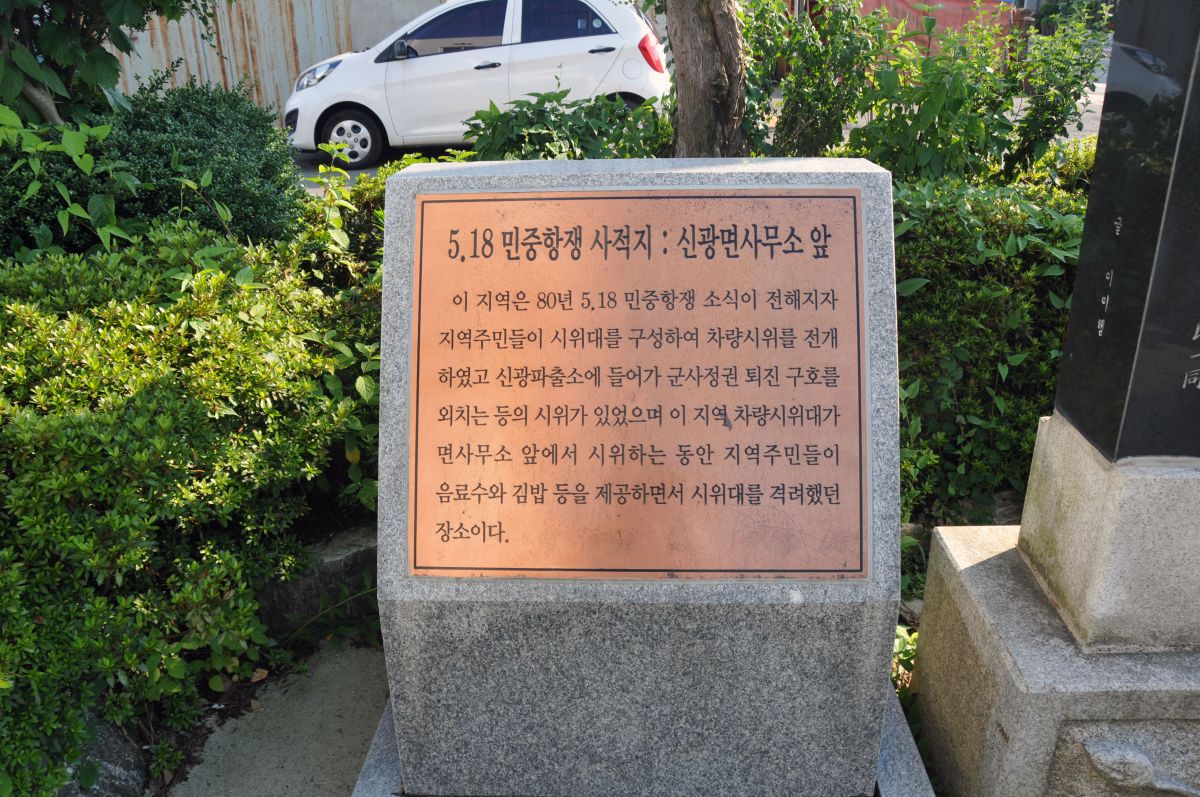 5.18 민중항쟁 사적지 : 신광면사무소 앞
이 지역은 80년 5.18 민중항쟁 소식이 전해지자
지역주민들이 시위대를 구성하여 차량시위를 전개
하였고 신광파출소에 들어가 군사정권 퇴진 구호를
외치는 등의 시위가 있었으며 이 지역 차량시위대가
면사무소 앞에서 시위하는 동안 지역주민들이
음료수와 김밥 등을 제공하면서 시위대를 격려했던
장소이다.
글 이이행